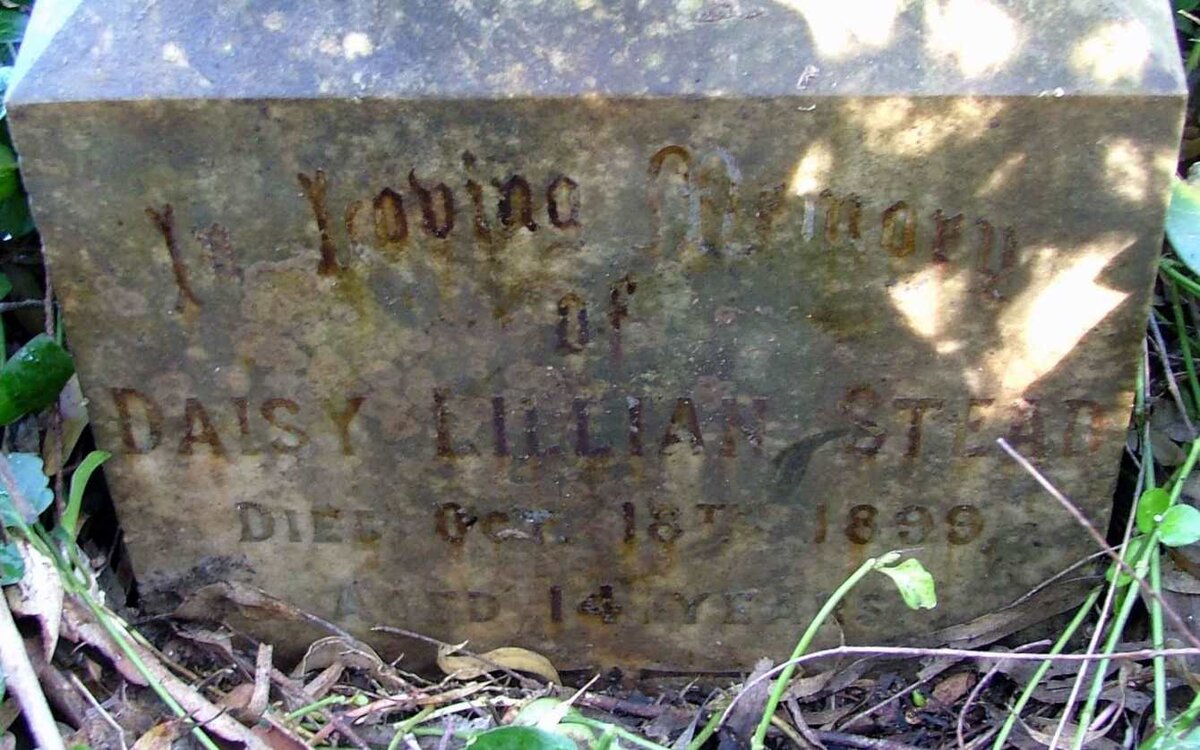 In Loving Memory
of
DAISY LILLIAN STEAD
DIED OCT. 18TH 1899
AGED 14 YEARS